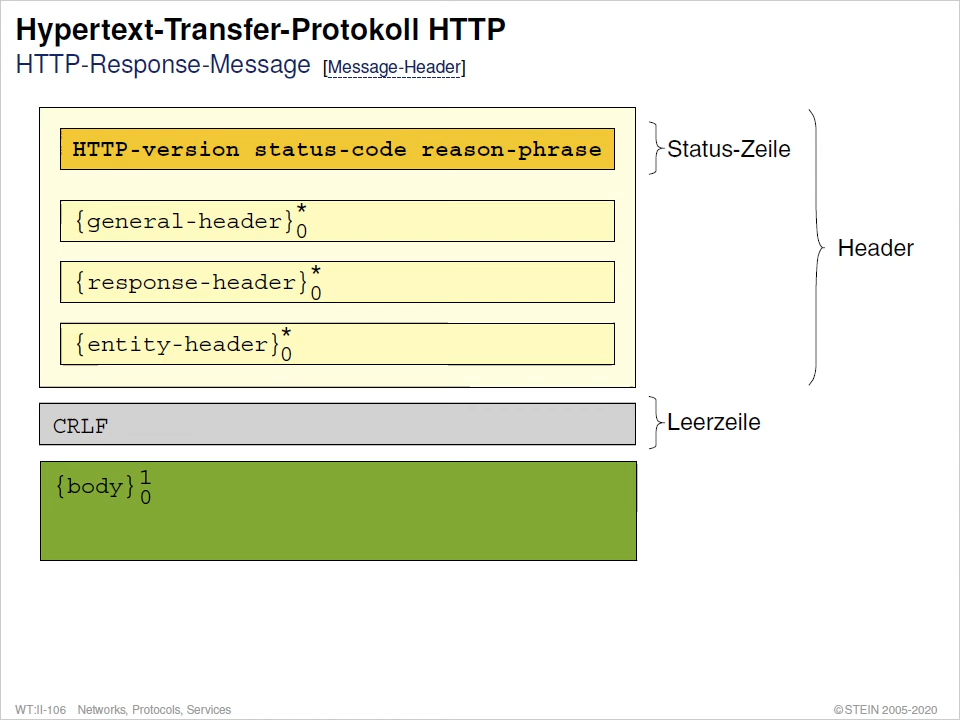 Hypertext-Transfer-Protokoll HTTP
HTTP-Response-Message [Message-Header]
HTTP-version status-code reason-phrase
Status-Zeile
{general-header}*0
{response-header}*0
{entity-header}*0
Header
CRLF
Leerzeile
{body}10
WT:II-106 Networks, Protocols, Services
©STEIN 2005-2020